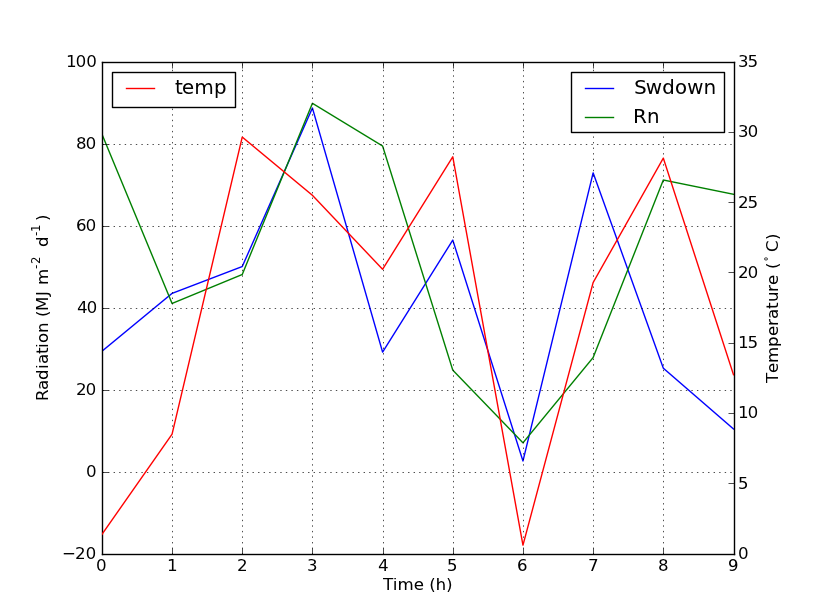 temp
Swdown
Rn
100
80
60
40
20
0
−20
35
30
25
20
15
10
5
0
0 1 2 3 4 5 6 7 8 9
Radiation (MJ m⁻² d⁻¹)
Temperature (°C)
Time (h)